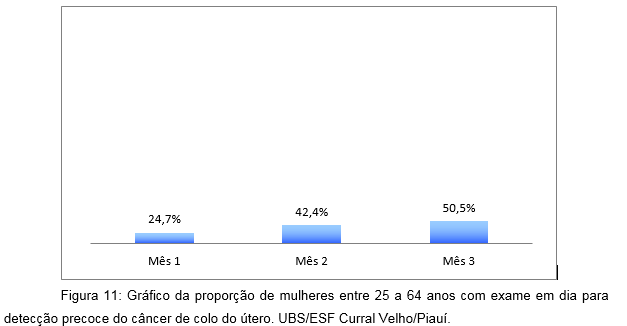 24,7%
42,4%
50,5%
Mês 1
Mês 2
Mês 3
Figura 11: Gráfico da proporção de mulheres entre 25 a 64 anos com exame em dia para
detecção precoce do câncer de colo do útero. UBS/ESF Curral Velho/Piauí.